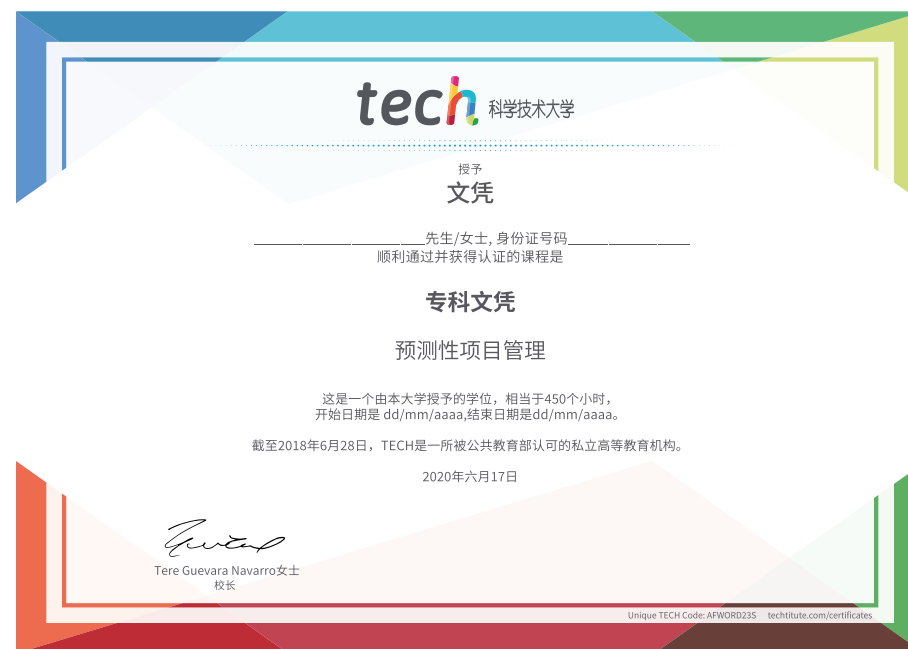 tech 科学技术大学
授予
文凭
____________________先生/女士, 身份证号码______________
顺利通过并获得认证的课程是
专科文凭
预测性项目管理
这是一个由本大学授予的学位，相当于450个小时，
开始日期是 dd/mm/aaaa,结束日期是dd/mm/aaaa。
截至2018年6月28日，TECH是一所被公共教育部认可的私立高等教育机构。
2020年六月17日
Tere Guevara Navarro女士
校长
Unique TECH Code: AFWORD23S techtitute.com/certificates